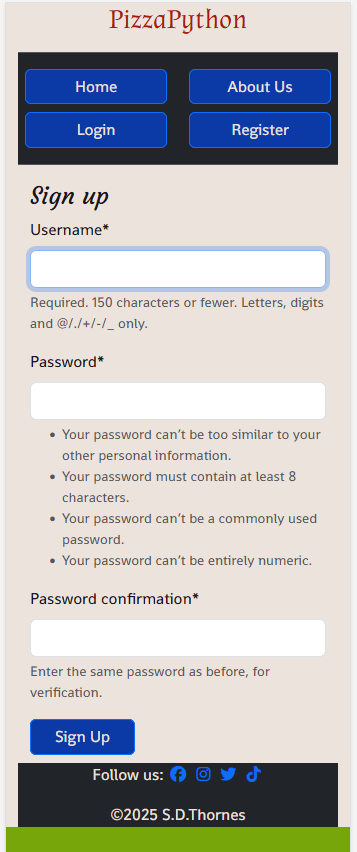 PizzaPython
Home
About Us
Login
Register
Sign up
Username*
Required. 150 characters or fewer. Letters, digits
and @/./+/-/_ only.
Password*
• Your password can't be too similar to your
other personal information.
• Your password must contain at least 8
characters.
• Your password can't be a commonly used
password.
• Your password can't be entirely numeric.
Password confirmation*
Enter the same password as before, for
verification.
Sign Up
Follow us:
©2025 S.D.Thornes